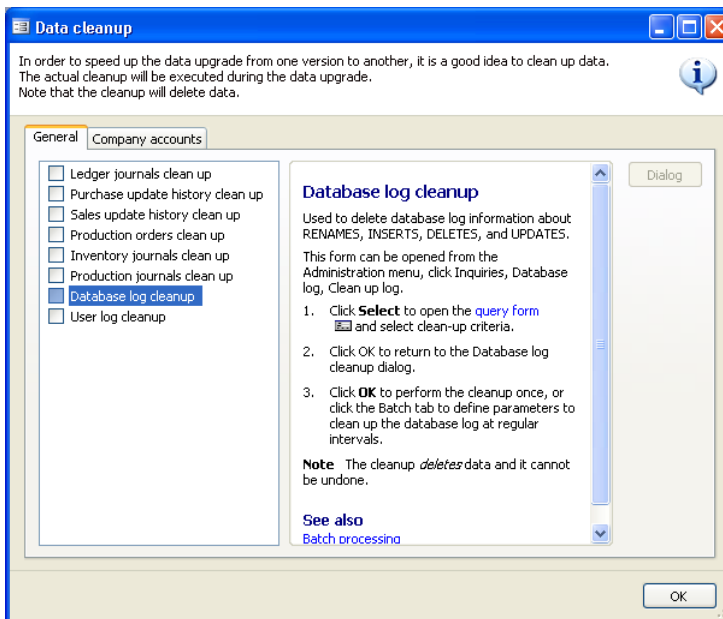 Data cleanup
In order to speed up the data upgrade from one version to another, it is a good idea to clean up data.
The actual cleanup will be executed during the data upgrade.
Note that the cleanup will delete data.
General
Company accounts
Ledger journals clean up
Purchase update history clean up
Sales update history clean up
Production orders clean up
Inventory journals clean up
Production journals clean up
Database log cleanup
User log cleanup
Database log cleanup
Used to delete database log information about
RENAMES, INSERTS, DELETES, and UPDATES.
This form can be opened from the
Administration menu, click Inquiries, Database
log, Clean up log.
1. Click Select to open the query form
and select clean-up criteria.
2. Click OK to return to the Database log
cleanup dialog.
3. Click OK to perform the cleanup once, or
click the Batch tab to define parameters to
clean up the database log at regular
intervals.
Note The cleanup deletes data and it cannot
be undone.
See also
Batch processing
Dialog
OK